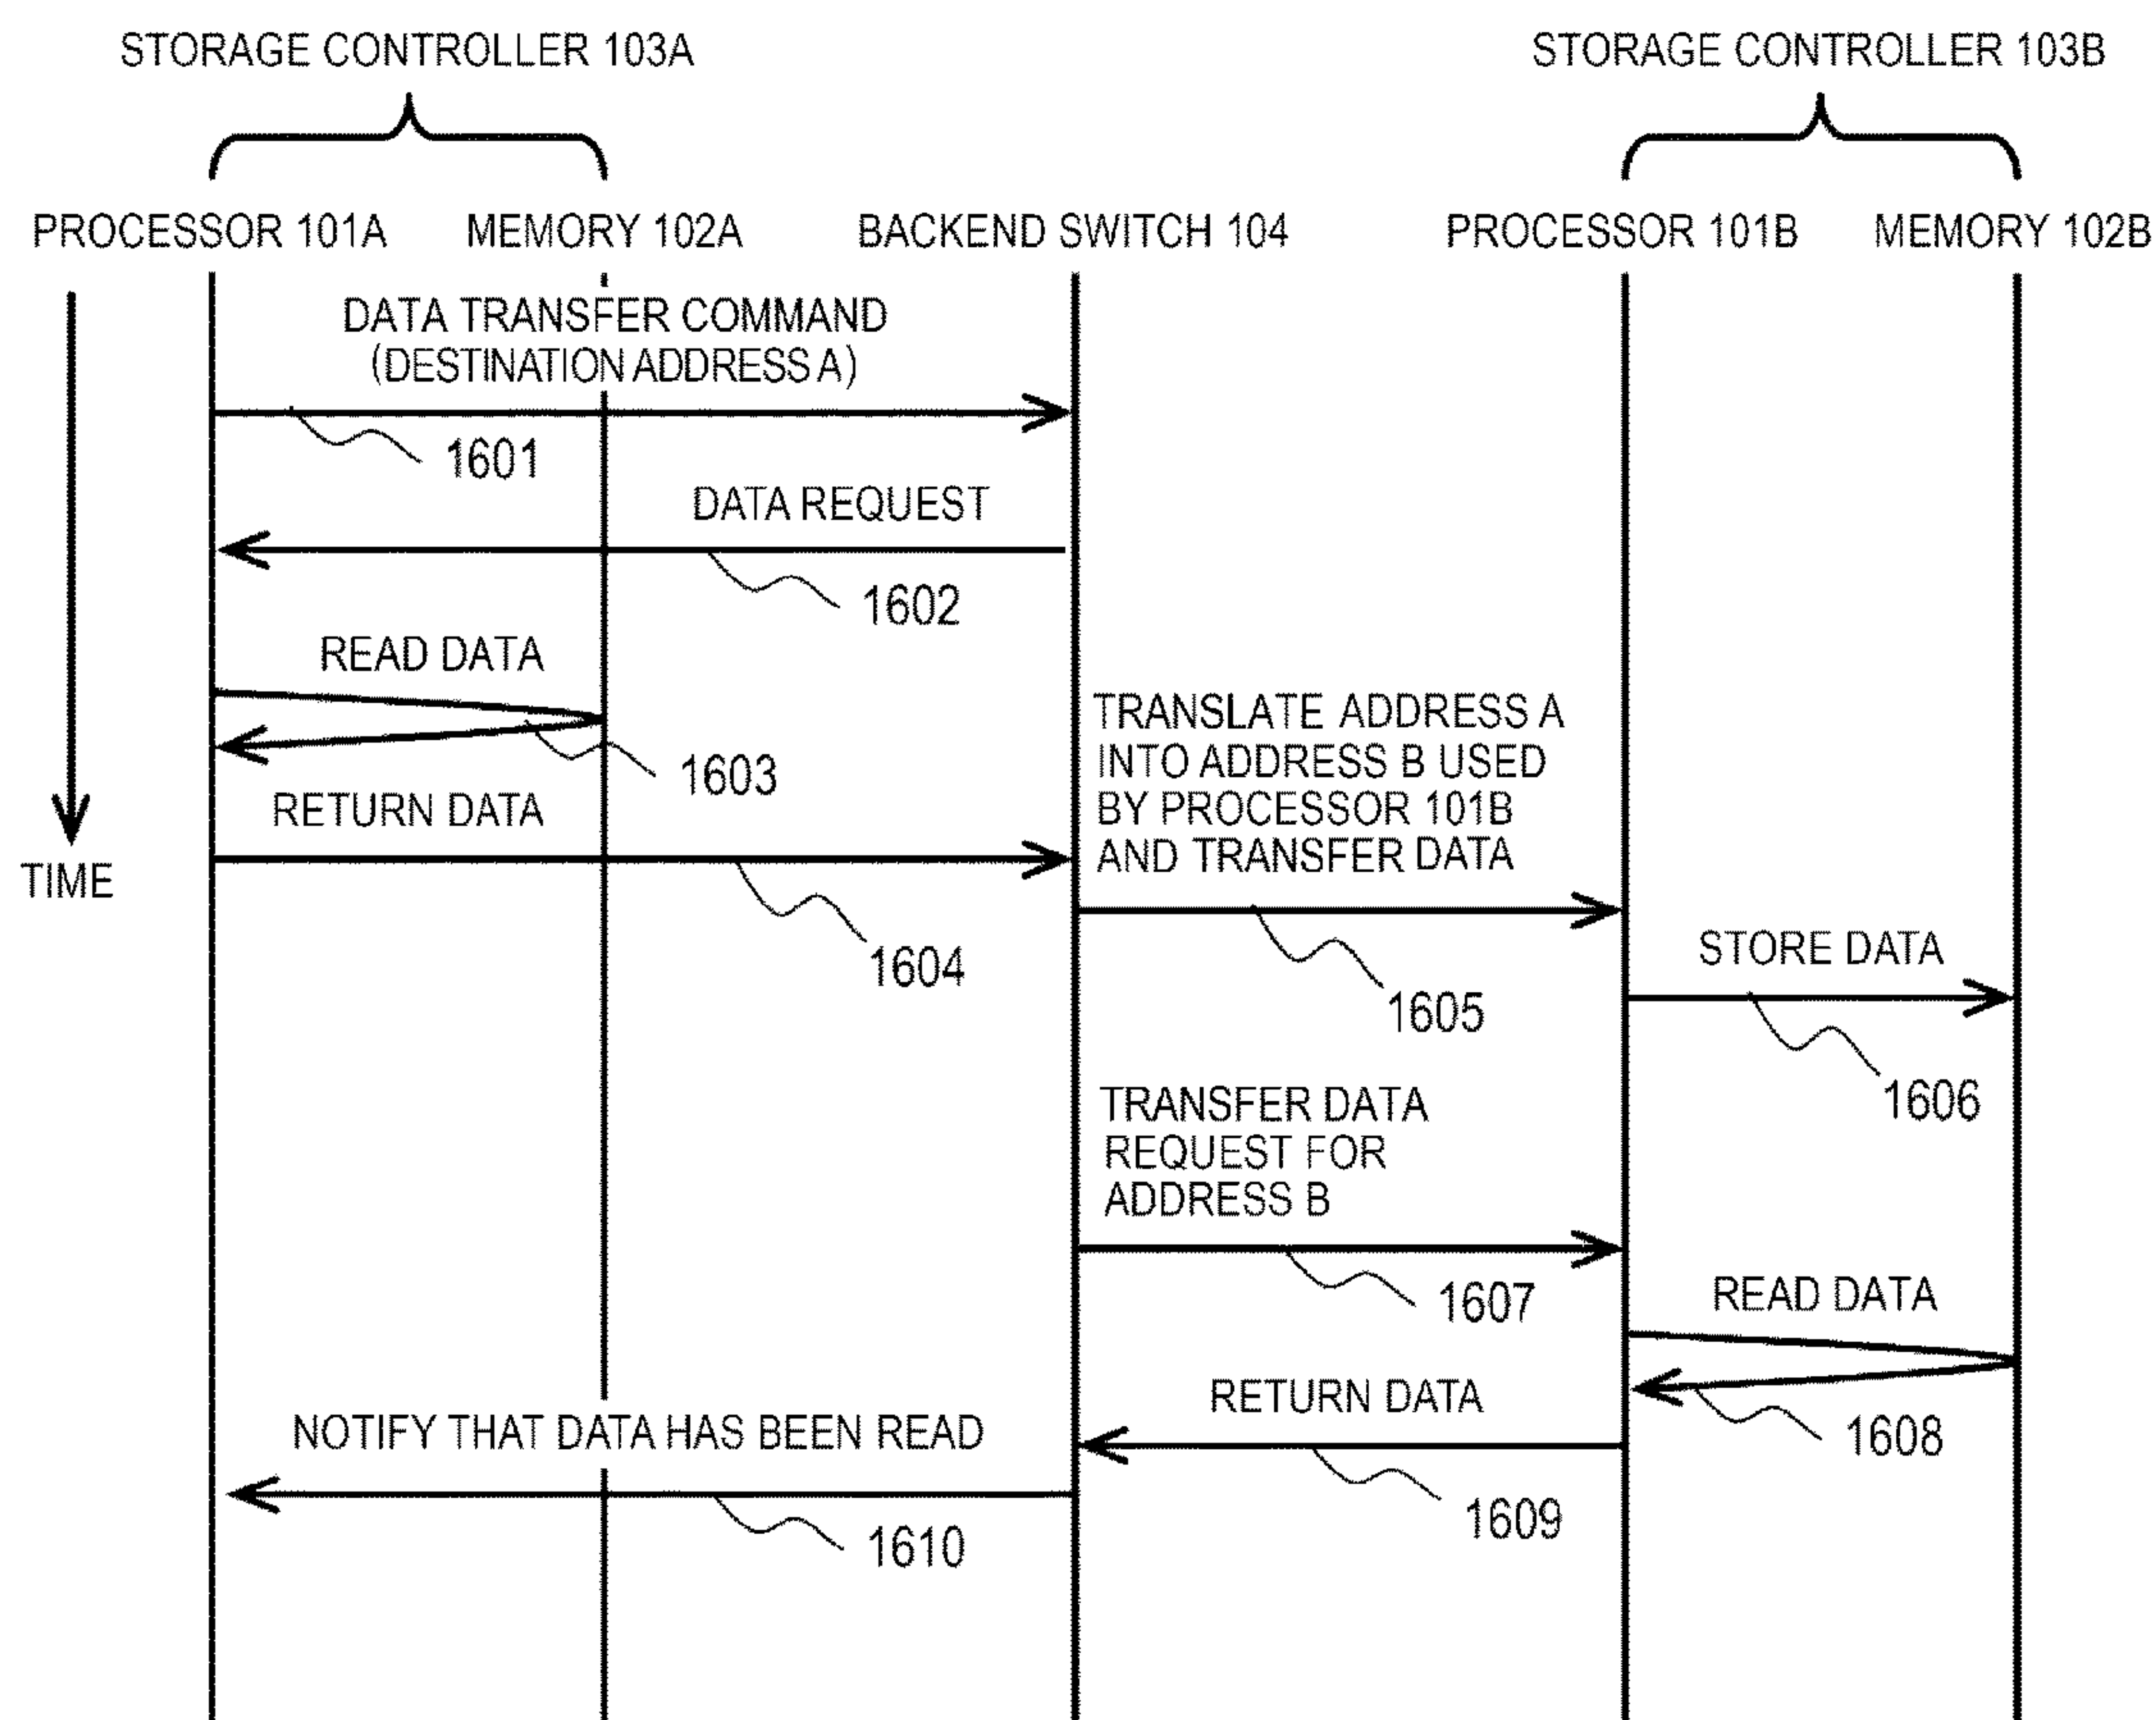 STORAGE CONTROLLER 103A
STORAGE CONTROLLER 103B
PROCESSOR 101A
MEMORY 102A
BACKEND SWITCH 104
PROCESSOR 101B
MEMORY 102B
DATA TRANSFER COMMAND
(DESTINATION ADDRESS A)
1601
DATA REQUEST
1602
READ DATA
1603
RETURN DATA
TIME
1604
TRANSLATE ADDRESS A
INTO ADDRESS B USED
BY PROCESSOR 101B
AND TRANSFER DATA
1605
STORE DATA
1606
TRANSFER DATA
REQUEST FOR
ADDRESS B
1607
READ DATA
1608
RETURN DATA
1609
NOTIFY THAT DATA HAS BEEN READ
1610